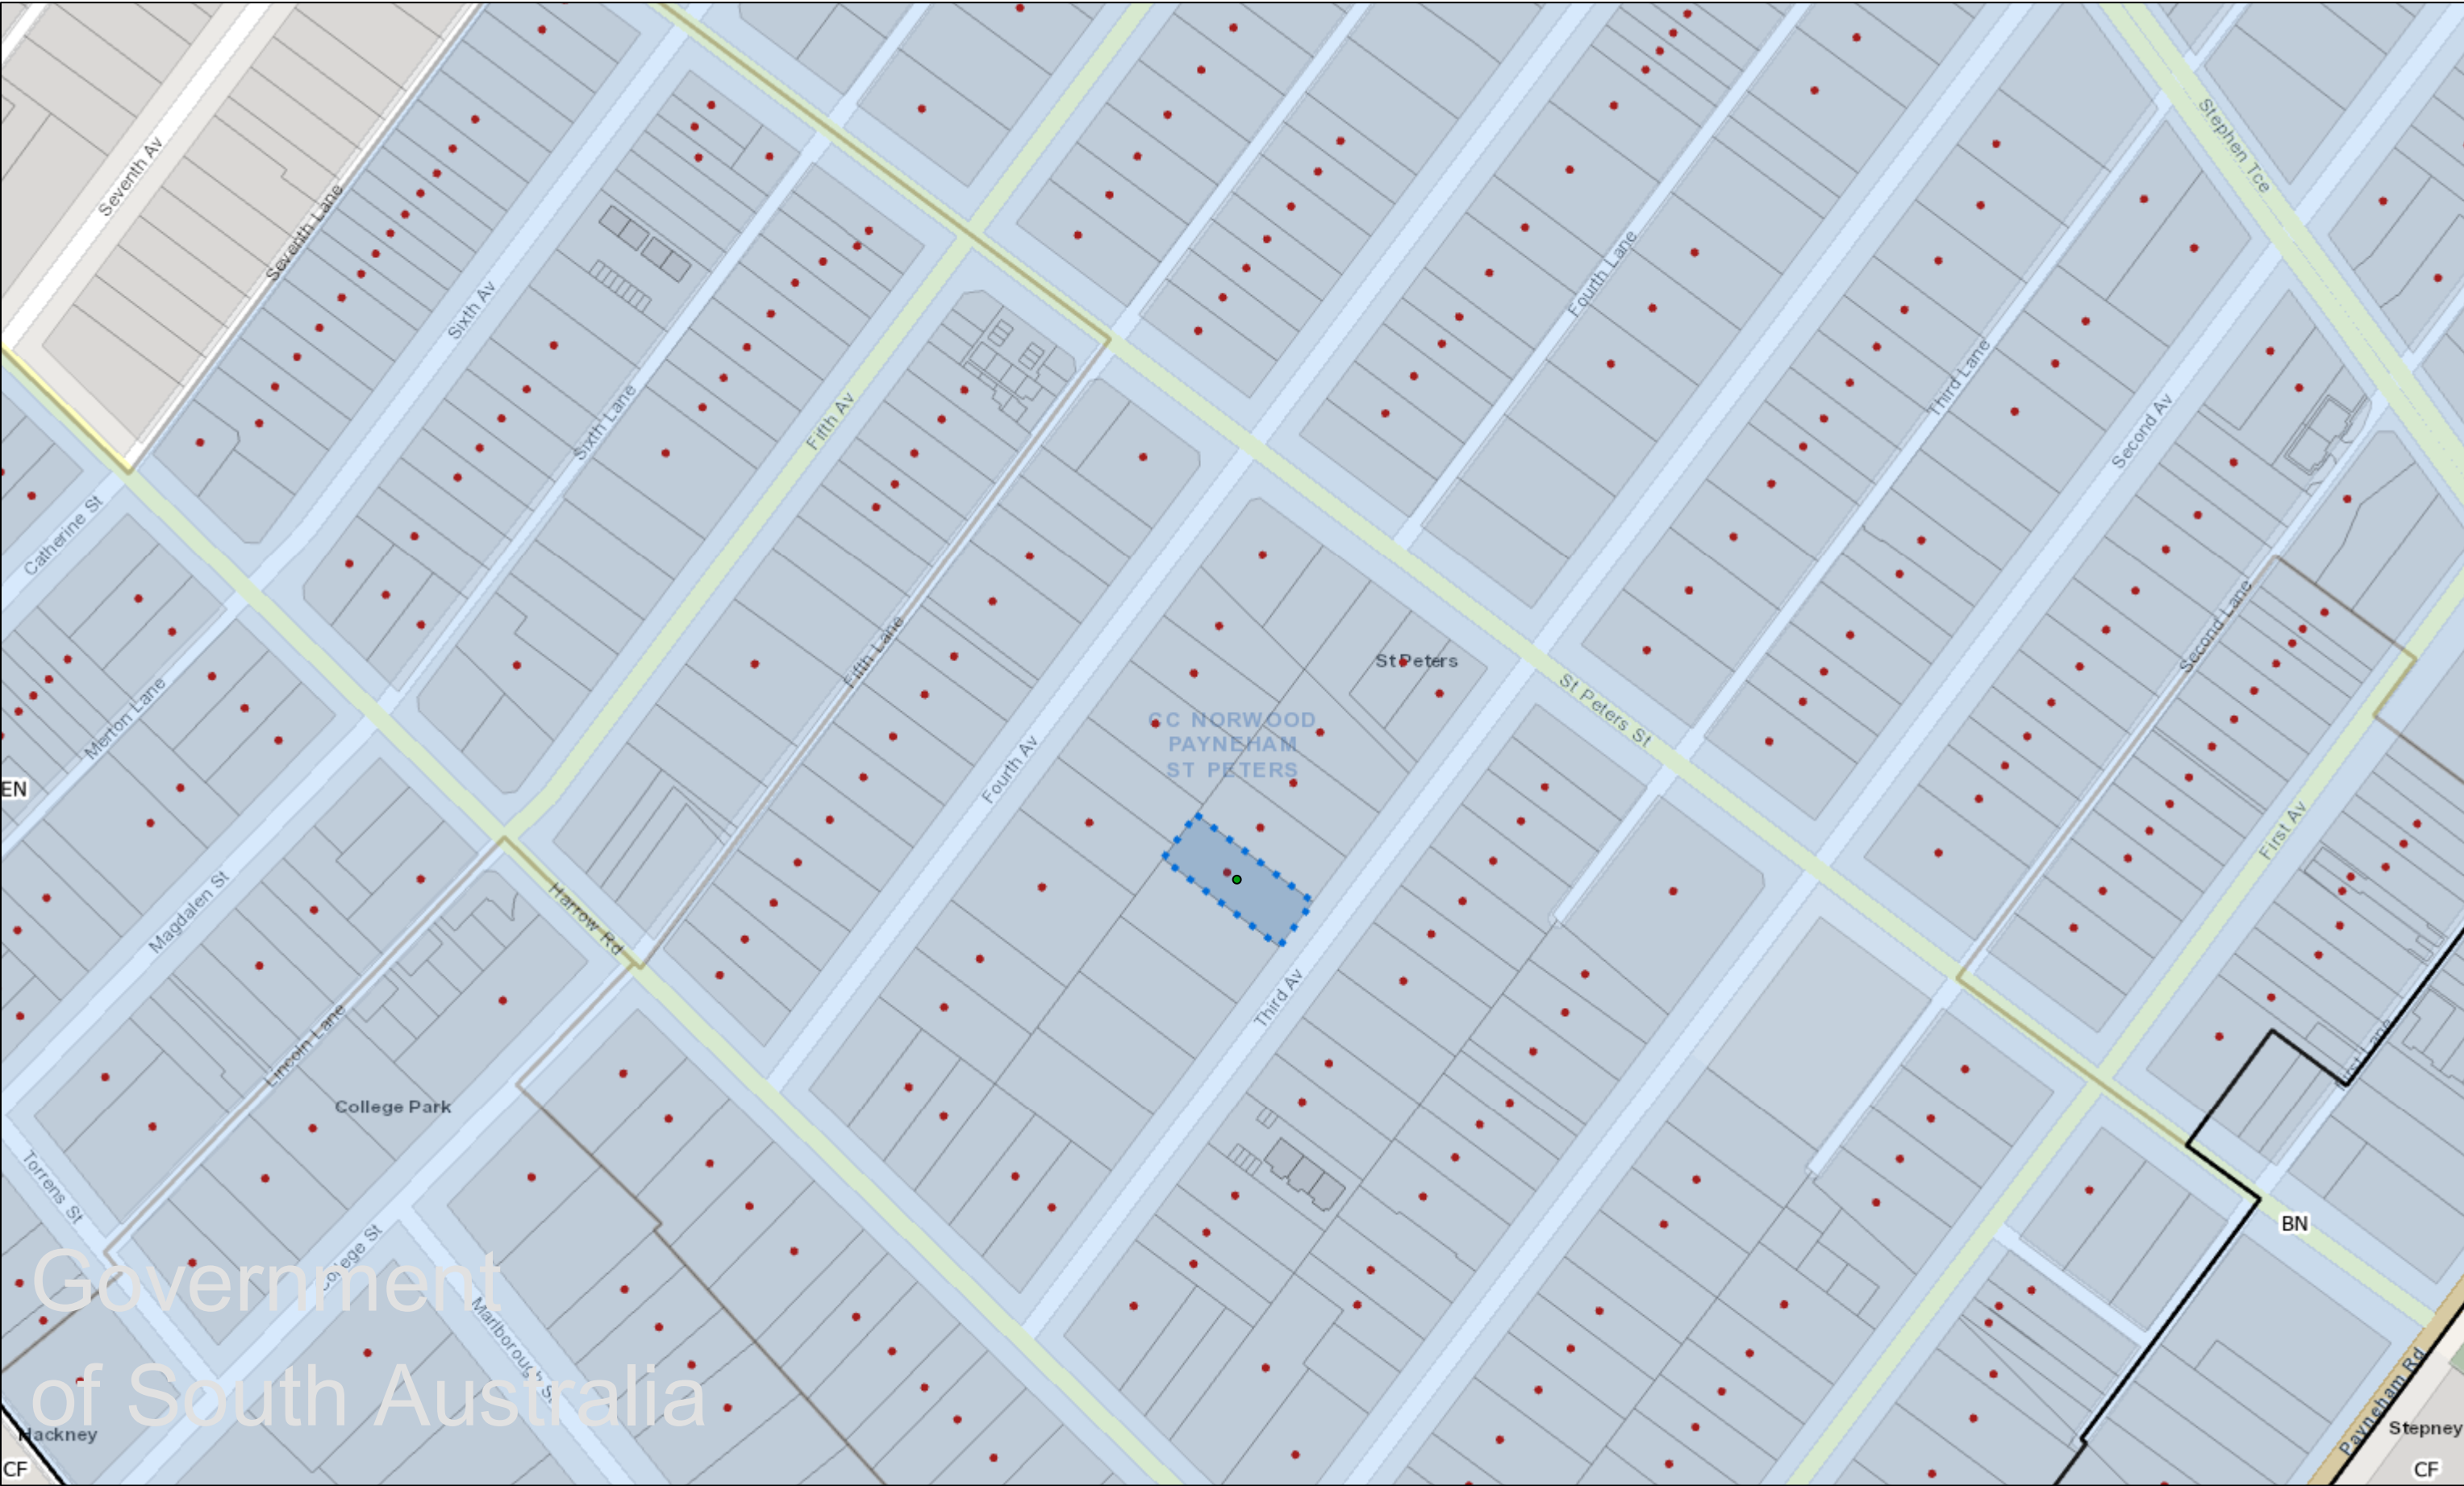 Stephen Tce
Seventh Av
Seventh Lane
Fourth Lane
Sixth Av
Third Lane
Sixth Lane
Fifth Av
Second Av
Catherine St
Second Lane
Fifth Lane
St Peters
St Peters St
Merton Lane
CC NORWOOD
PAYNEHAM
ST PETERS
Fourth Av
EN
First Av
Magdalen St
Harrow Rd
Third Av
Lincoln Lane
College Park
Torrens St
BN
College St
Government
of South Australia
Payneham Rd
Hackney
Stepney
CF
CF